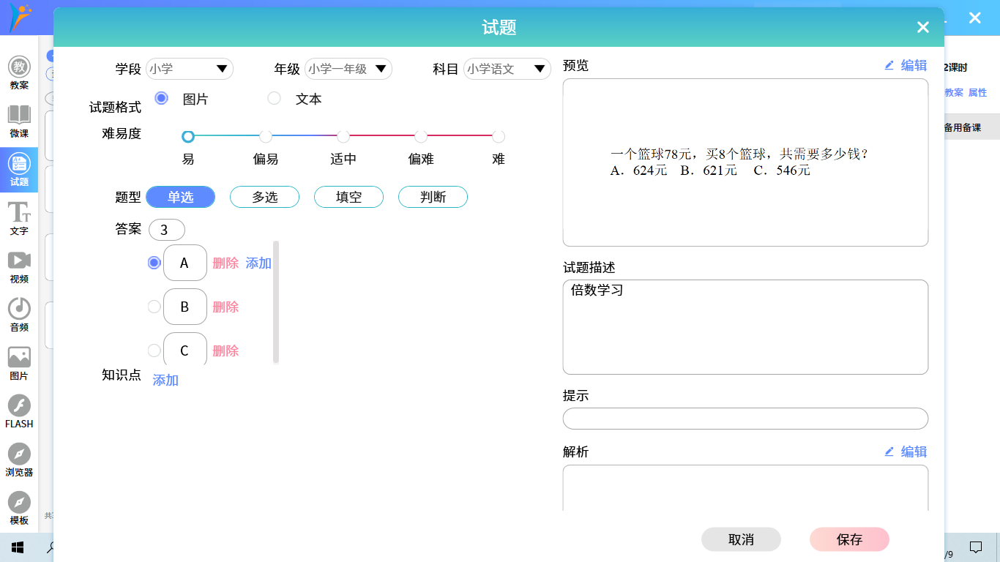 试题
教案
微课
试题
文字
视频
音频
图片
FLASH
浏览器
模板
学段 小学 年级 小学一年级 科目 小学语文
试题格式 图片 文本
难易度
易 偏易 适中 偏难 难
题型 单选 多选 填空 判断
答案 3
A 删除 添加
B 删除
C 删除
知识点 添加
预览 编辑
一个篮球78元，买8个篮球，共需要多少钱？
A．624元 B．621元 C．546元
试题描述
倍数学习
提示
解析 编辑
取消 保存
2课时
教案 属性
备用备课
/9